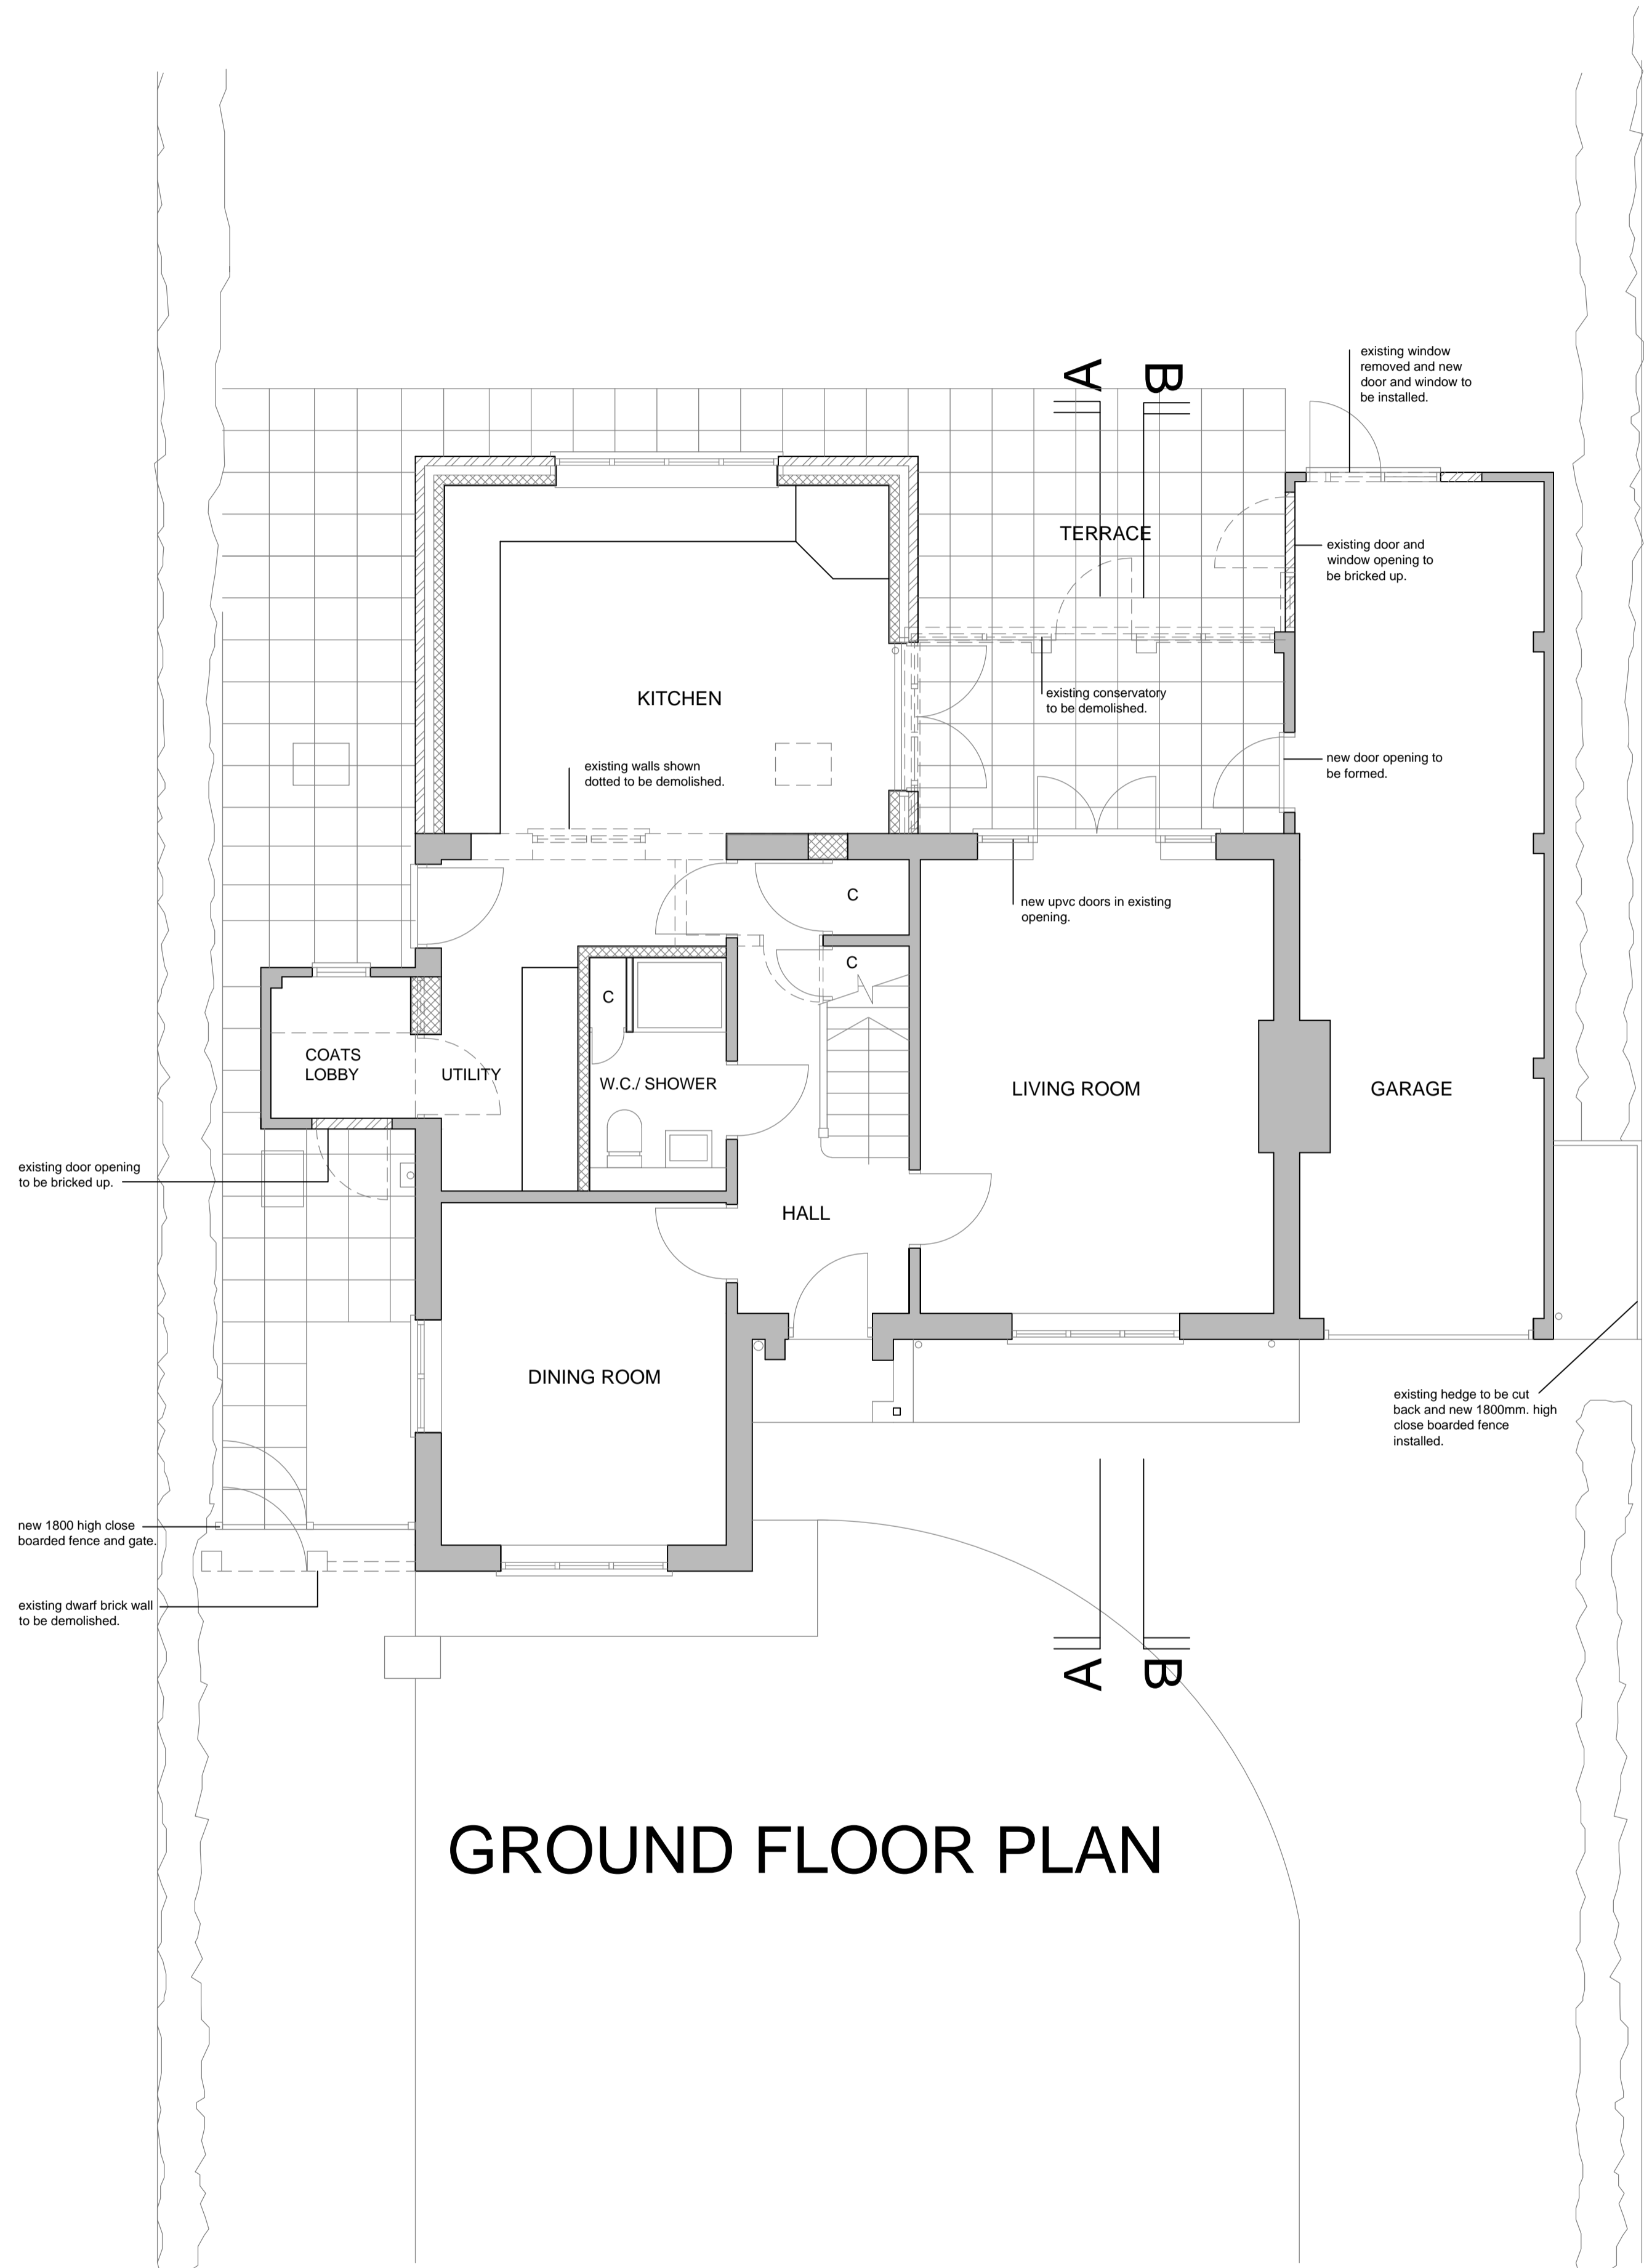 A
B
existing window
removed and new
door and window to
be installed.
TERRACE
existing door and
window opening to
be bricked up.
KITCHEN
existing conservatory
to be demolished.
existing walls shown
dotted to be demolished.
new door opening to
be formed.
C
new upvc doors in existing
opening.
C
C
COATS
LOBBY
UTILITY
W.C./ SHOWER
LIVING ROOM
GARAGE
existing door opening
to be bricked up.
HALL
DINING ROOM
existing hedge to be cut
back and new 1800mm. high
close boarded fence
installed.
new 1800 high close
boarded fence and gate.
existing dwarf brick wall
to be demolished.
A
B
GROUND FLOOR PLAN